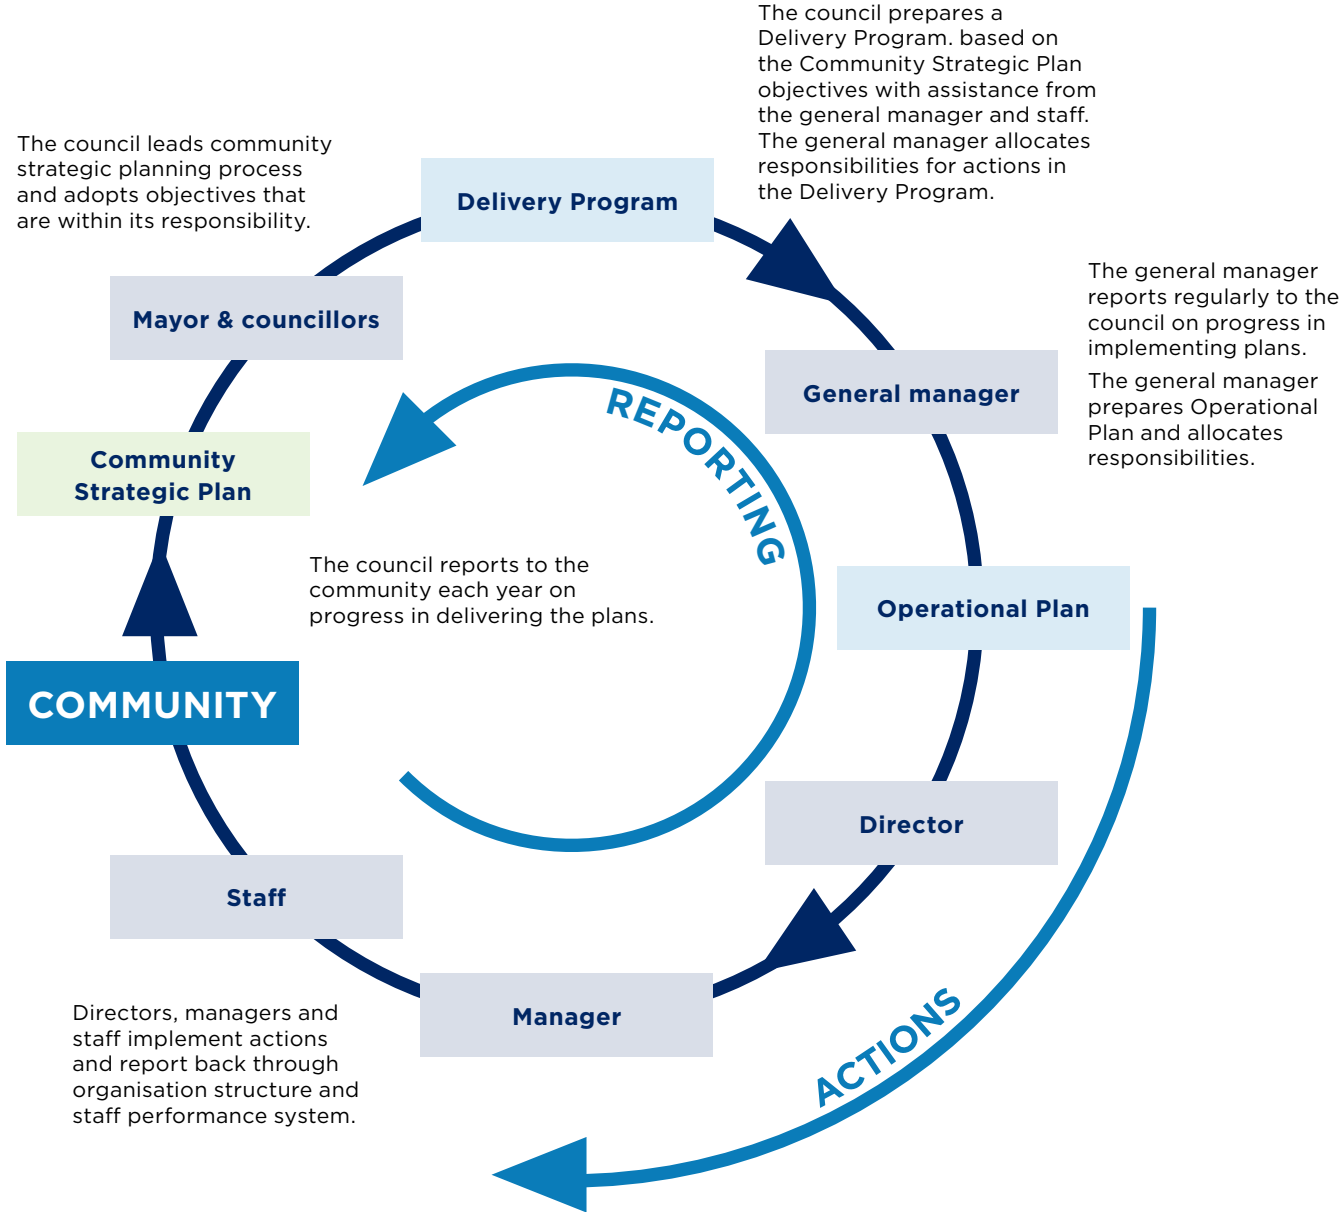 The council prepares a
Delivery Program. based on
the Community Strategic Plan
objectives with assistance from
the general manager and staff.
The general manager allocates
responsibilities for actions in
the Delivery Program.
The council leads community
strategic planning process
and adopts objectives that
are within its responsibility.
Delivery Program
Mayor & councillors
The general manager
reports regularly to the
council on progress in
implementing plans.
The general manager
prepares Operational
Plan and allocates
responsibilities.
General manager
REPORTING
Community
Strategic Plan
The council reports to the
community each year on
progress in delivering the plans.
Operational Plan
COMMUNITY
Director
Staff
Manager
Directors, managers and
staff implement actions
and report back through
organisation structure and
staff performance system.
ACTIONS